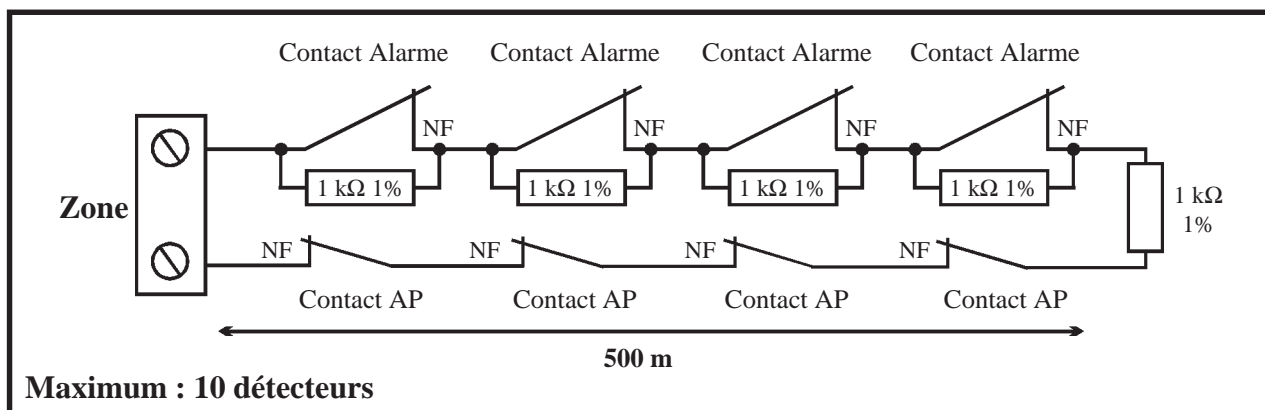 Contact Alarme Contact Alarme Contact Alarme Contact Alarme
NF NF NF NF
1 kΩ 1% 1 kΩ 1% 1 kΩ 1% 1 kΩ 1%
1 kΩ
1%
Zone
NF NF NF NF
Contact AP Contact AP Contact AP Contact AP
500 m
Maximum : 10 détecteurs